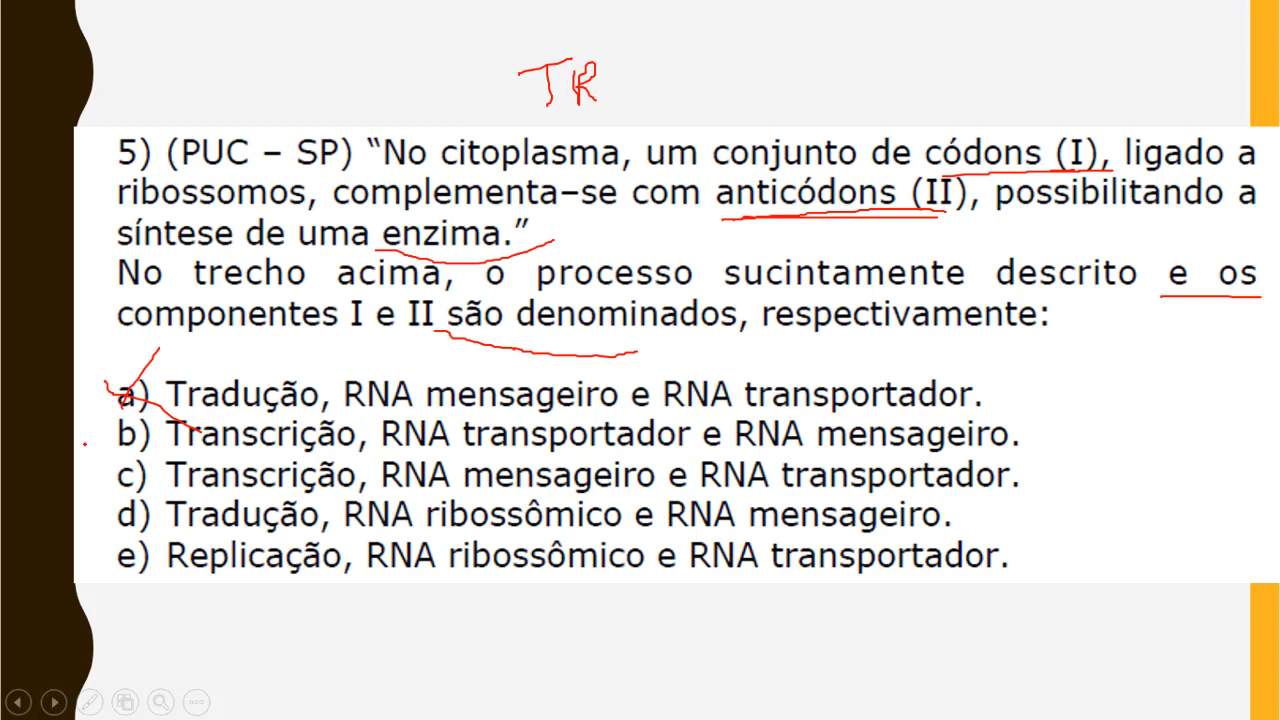 TR
5) (PUC – SP) “No citoplasma, um conjunto de códons (I), ligado a
ribossomos, complementa–se com anticódons (II), possibilitando a
síntese de uma enzima.”
No trecho acima, o processo sucintamente descrito e os
componentes I e II são denominados, respectivamente:
a) Tradução, RNA mensageiro e RNA transportador.
b) Transcrição, RNA transportador e RNA mensageiro.
c) Transcrição, RNA mensageiro e RNA transportador.
d) Tradução, RNA ribossômico e RNA mensageiro.
e) Replicação, RNA ribossômico e RNA transportador.